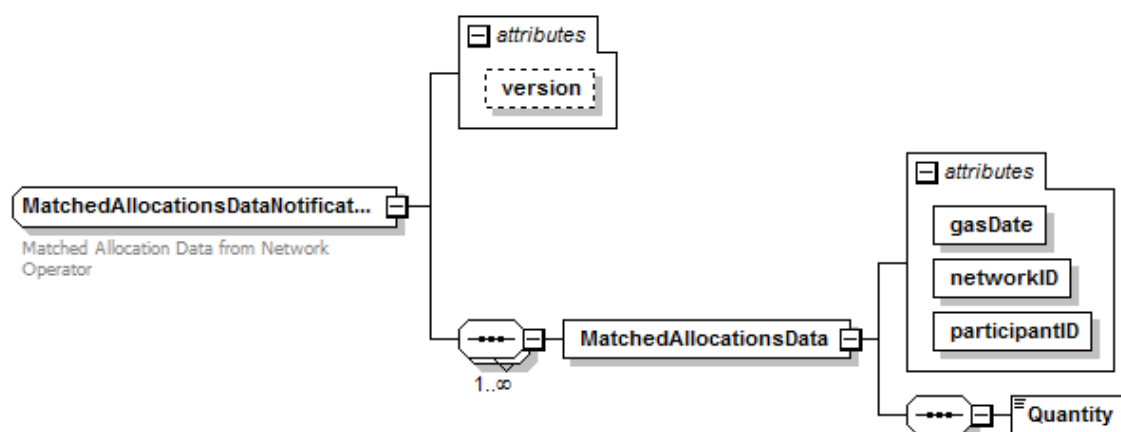 attributes
version
MatchedAllocationsDataNotificat...
Matched Allocation Data from Network
Operator
1..∞
MatchedAllocationsData
attributes
gasDate
networkID
participantID
Quantity